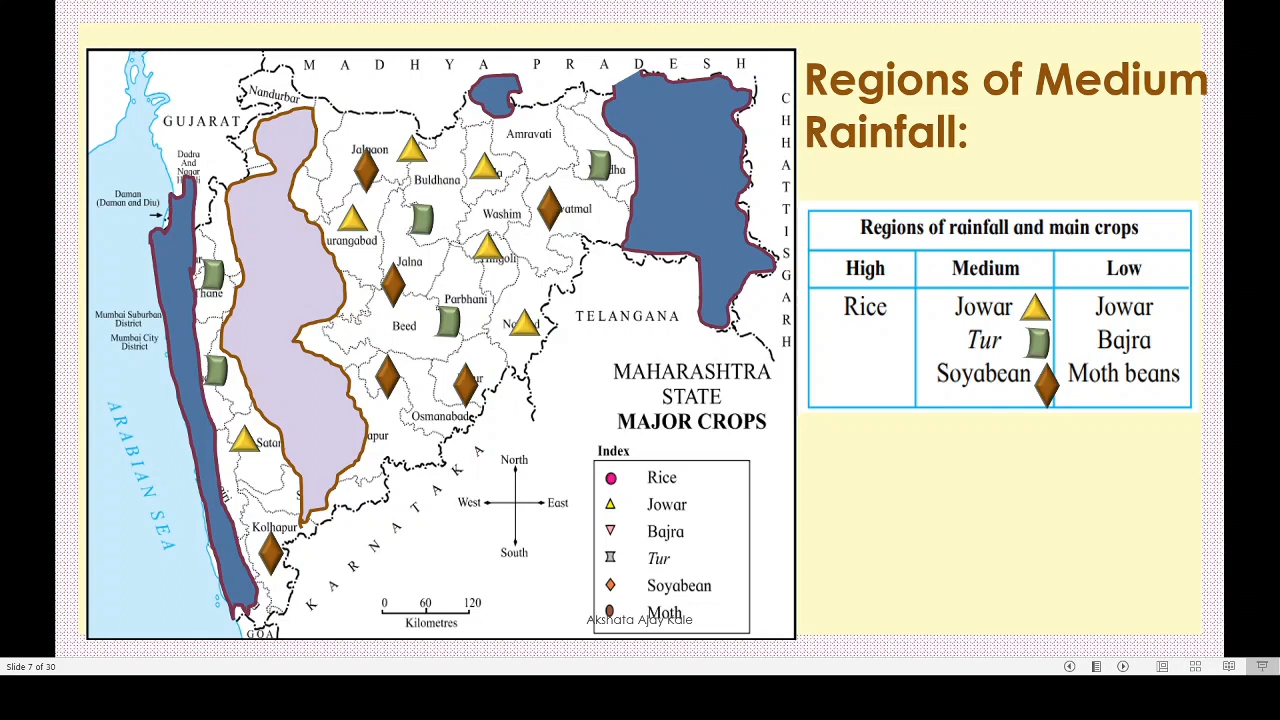 Regions of Medium
Rainfall:
Regions of rainfall and main crops
High Medium Low
Rice Jowar Jowar
Tur Bajra
Soyabean Moth beans
MADHYA PRADESH
CHHATTISGARH
Nandurbar
GUJARAT
Dadra
And
Nagar
Daman
(Daman and Diu)
Amravati
Buldhana
Washim
Jalna
Parbhani
Beed
Mumbai Suburban
District
Mumbai City
District
TELANGANA
Osmanabad
ARABIAN SEA
Kolhapur
KARNATAKA
GOA
MAHARASHTRA
STATE
MAJOR CROPS
North
West East
South
0 60 120
Kilometres
Index
Rice
Jowar
Bajra
Tur
Soyabean
Moth
Akshata Ajay Kale
Slide 7 of 30